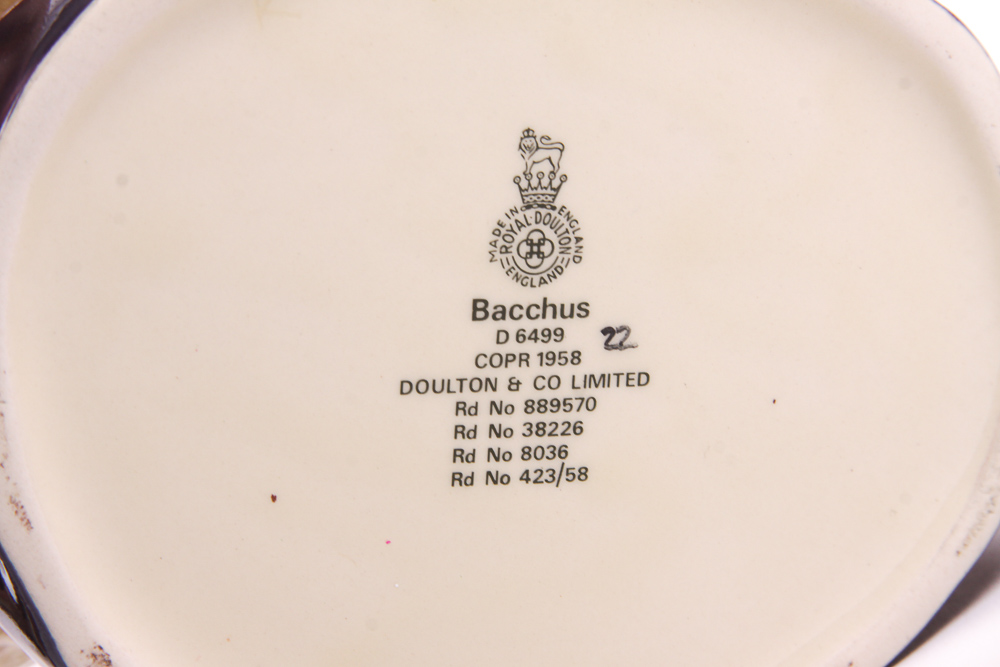 MADE IN ENGLAND
ROYAL·DOULTON
ENGLAND
Bacchus
D 6499
22
COPR 1958
DOULTON & CO LIMITED
Rd No 889570
Rd No 38226
Rd No 8036
Rd No 423/58